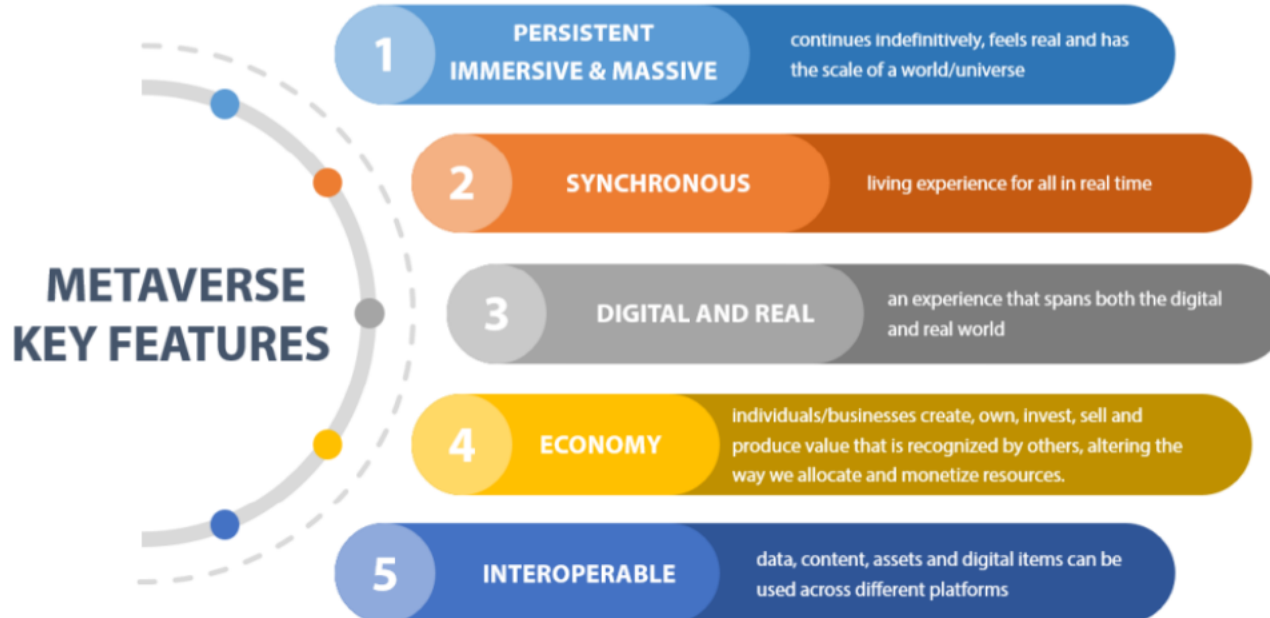 METAVERSE
KEY FEATURES
1
PERSISTENT
IMMERSIVE & MASSIVE
continues indefinitively, feels real and has
the scale of a world/universe
2
SYNCHRONOUS
living experience for all in real time
3
DIGITAL AND REAL
an experience that spans both the digital
and real world
4
ECONOMY
individuals/businesses create, own, invest, sell and
produce value that is recognized by others, altering the
way we allocate and monetize resources.
5
INTEROPERABLE
data, content, assets and digital items can be
used across different platforms